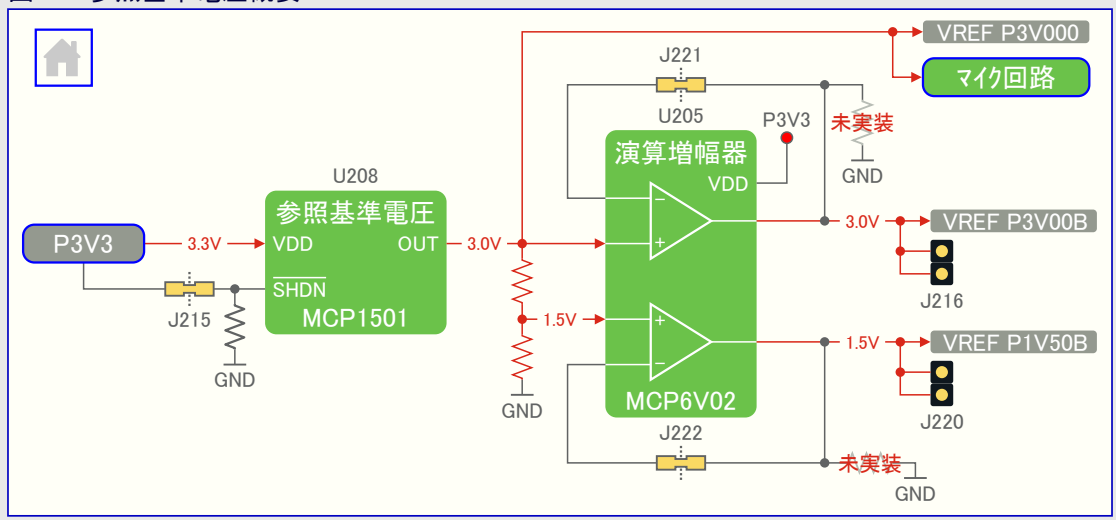 VREF P3V000
J221
マイク回路
U205
P3V3
未実装
演算増幅器
VDD
GND
U208
参照基準電圧
P3V3
3.3V
VDD
OUT
3.0V
3.0V
VREF P3V00B
SHDN
J215
MCP1501
J216
1.5V
1.5V
VREF P1V50B
GND
GND
MCP6V02
J220
J222
未実装
GND